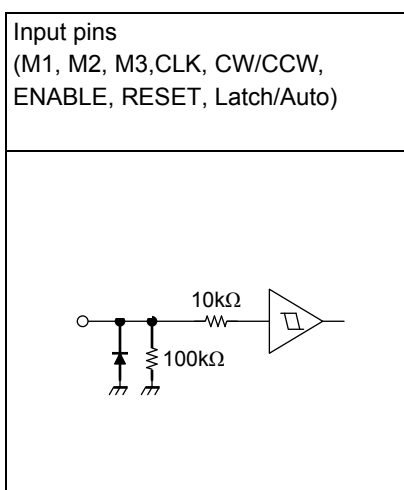 Input pins
(M1, M2, M3,CLK, CW/CCW,
ENABLE, RESET, Latch/Auto)
10kΩ
100kΩ